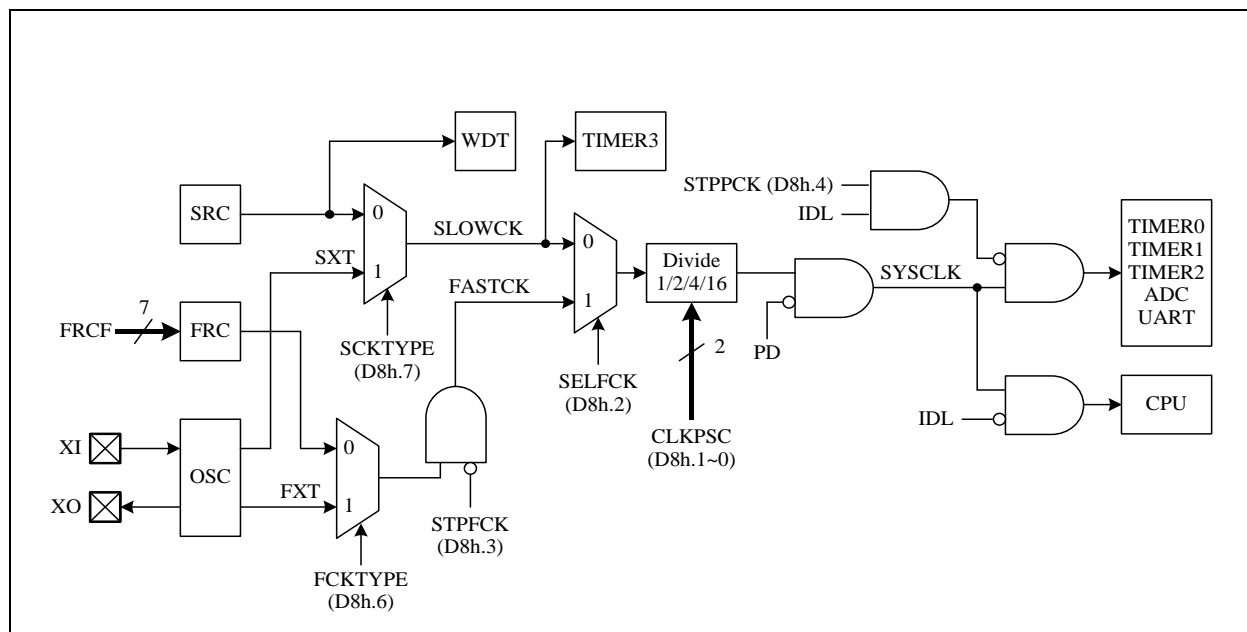 WDT
TIMER3
STPPCK (D8h.4)
IDL
SRC
0
1
SXT
SLOWCK
SCKTYPE
(D8h.7)
FASTCK
0
1
SELFCK
(D8h.2)
Divide
1/2/4/16
2
CLKPSC
(D8h.1~0)
PD
SYSCLK
TIMER0
TIMER1
TIMER2
ADC
UART
IDL
CPU
FRCF
7
FRC
XI
XO
OSC
FXT
0
1
FCKTYPE
(D8h.6)
STPFCK
(D8h.3)